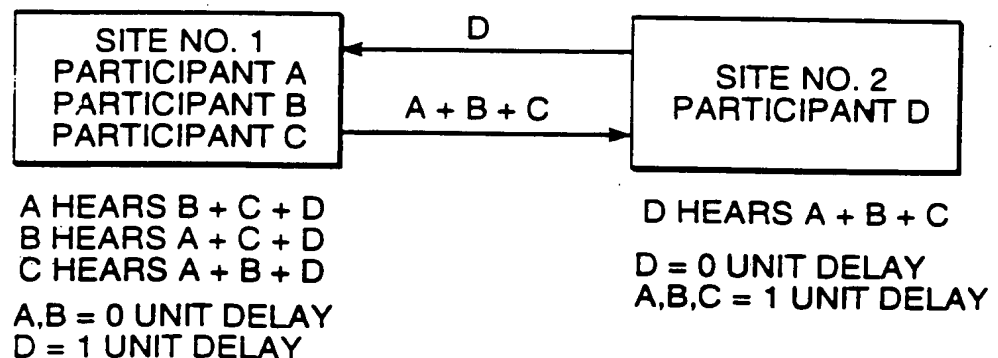 SITE NO. 1
PARTICIPANT A
PARTICIPANT B
PARTICIPANT C
D
A + B + C
SITE NO. 2
PARTICIPANT D
A HEARS B + C + D
B HEARS A + C + D
C HEARS A + B + D
A,B = 0 UNIT DELAY
D = 1 UNIT DELAY
D HEARS A + B + C
D = 0 UNIT DELAY
A,B,C = 1 UNIT DELAY